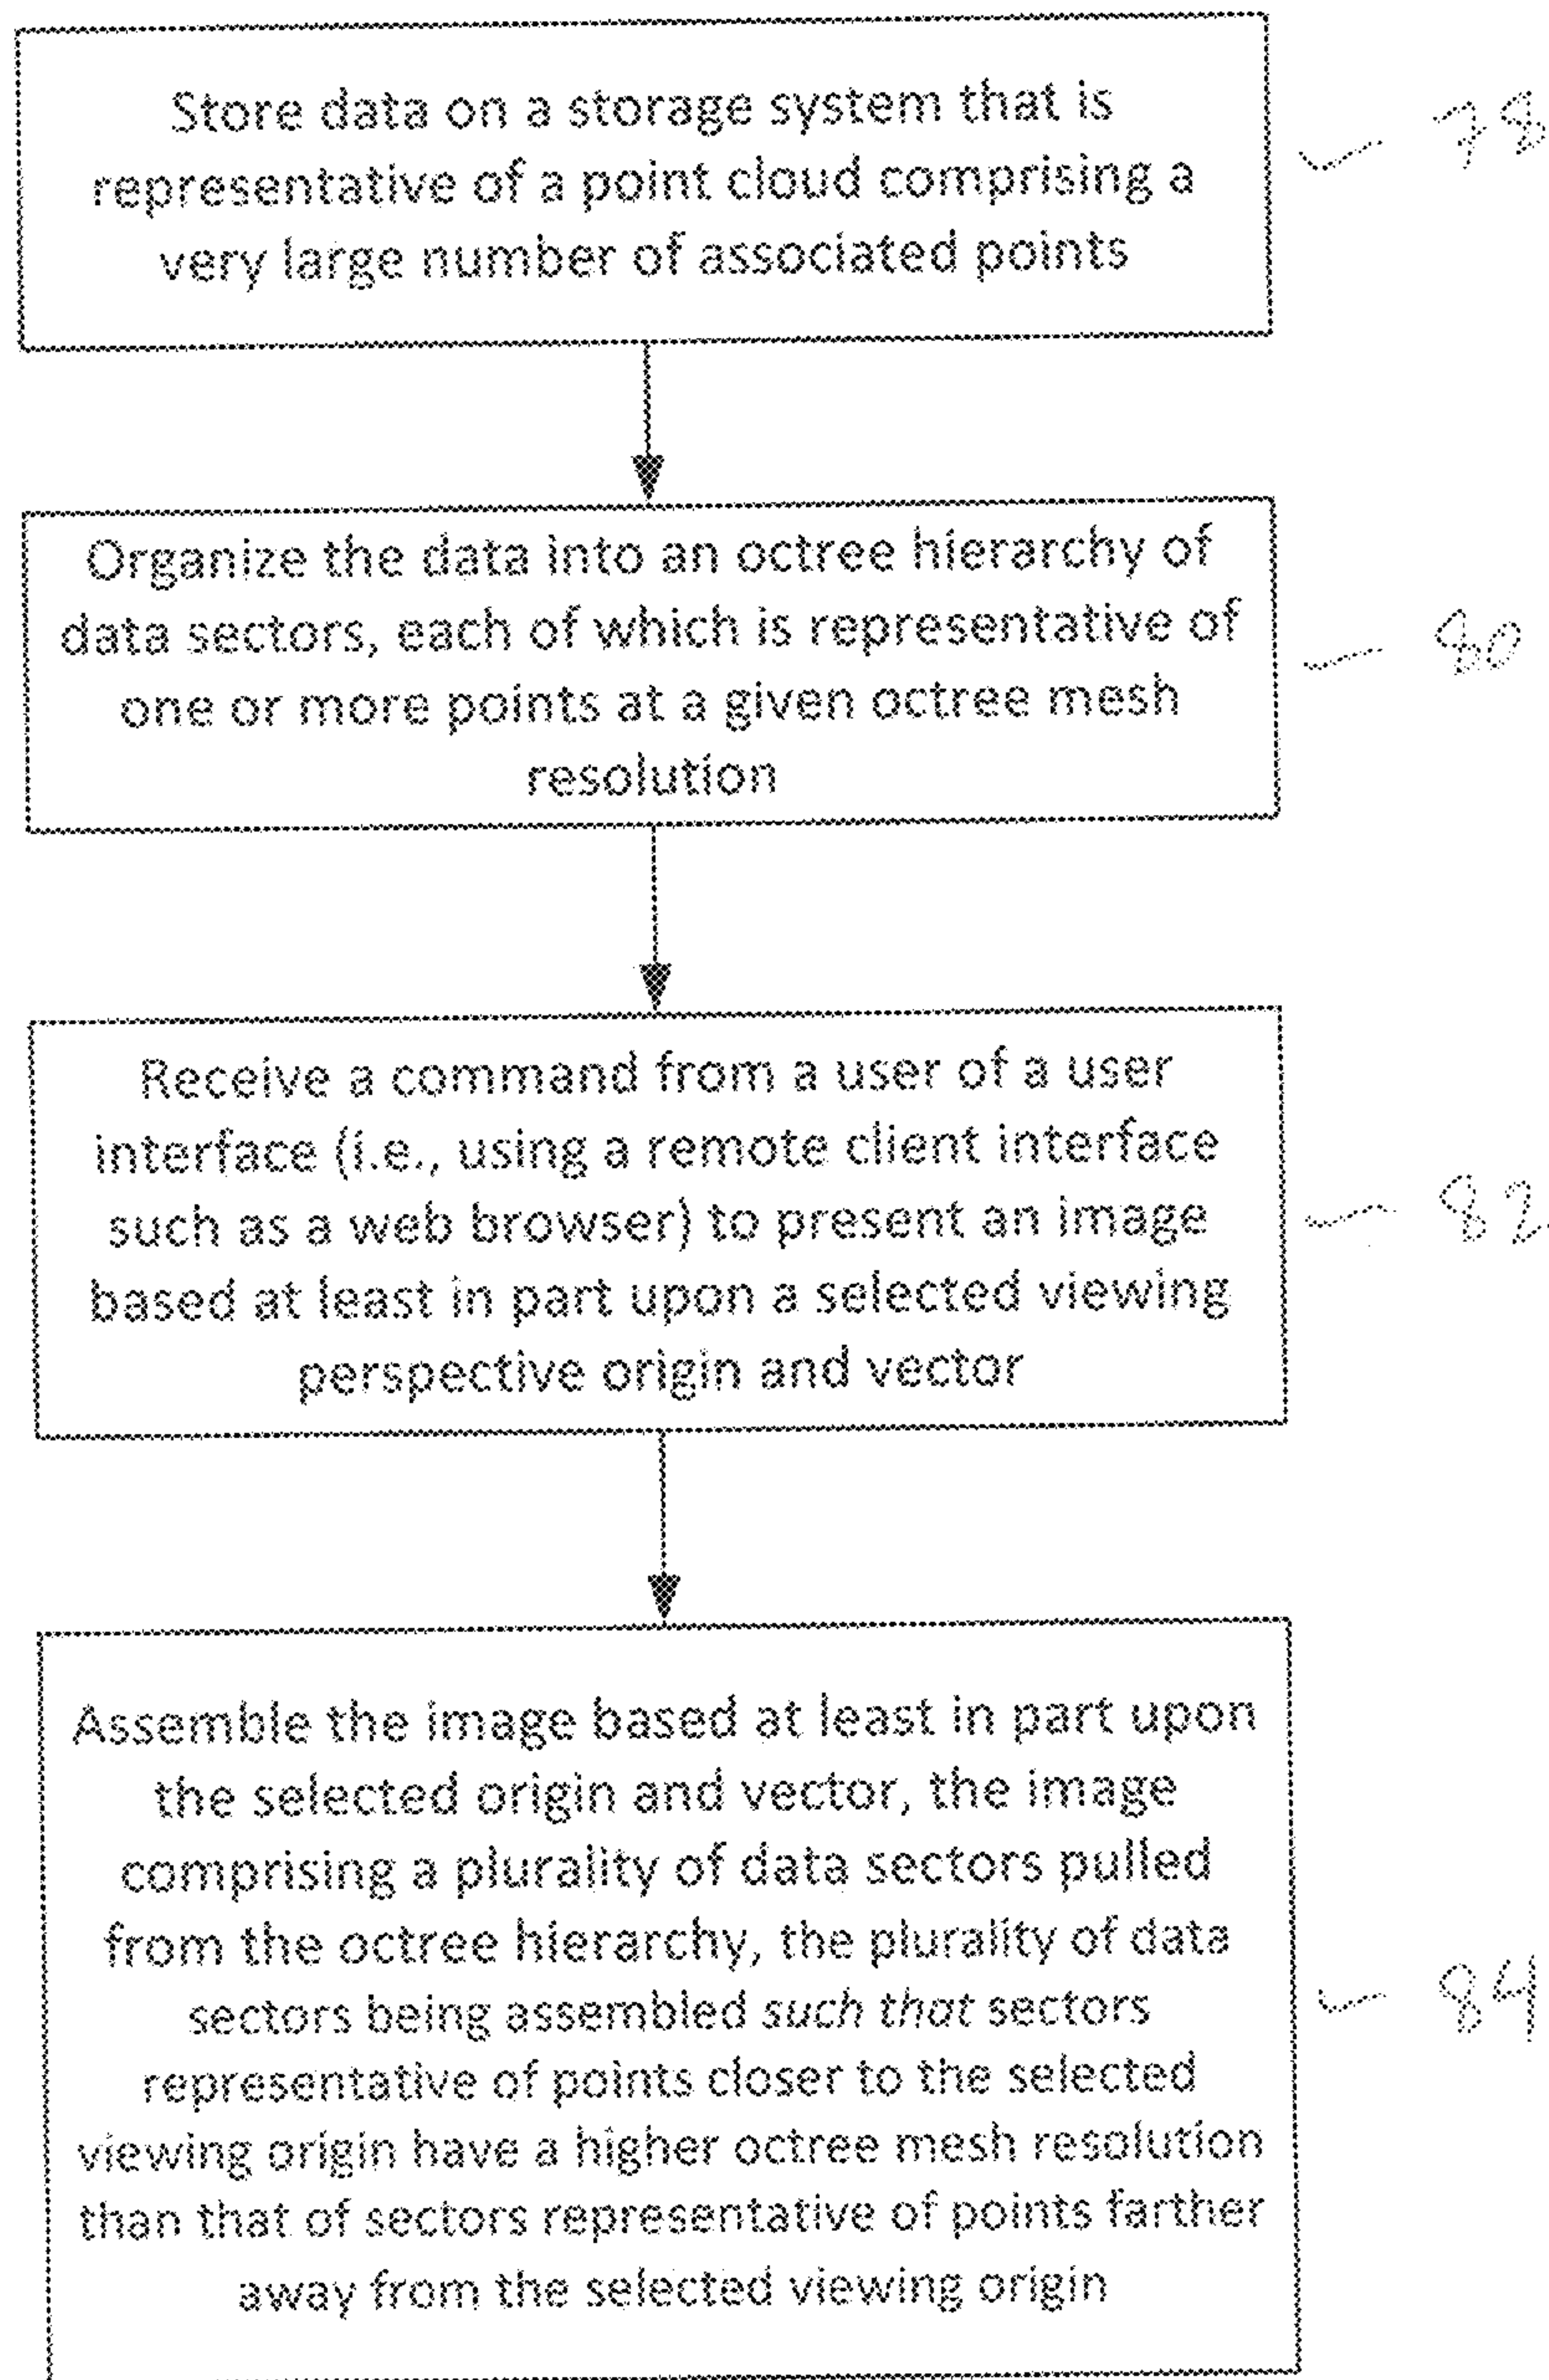 Store data on a storage system that is
representative of a point cloud comprising a
very large number of associated points
78
Organize the data into an octree hierarchy of
data sectors, each of which is representative of
one or more points at a given octree mesh
resolution
80
Receive a command from a user of a user
interface (i.e., using a remote client interface
such as a web browser) to present an image
based at least in part upon a selected viewing
perspective origin and vector
82
Assemble the image based at least in part upon
the selected origin and vector, the image
comprising a plurality of data sectors pulled
from the octree hierarchy, the plurality of data
sectors being assembled such that sectors
representative of points closer to the selected
viewing origin have a higher octree mesh resolution
than that of sectors representative of points farther
away from the selected viewing origin
84